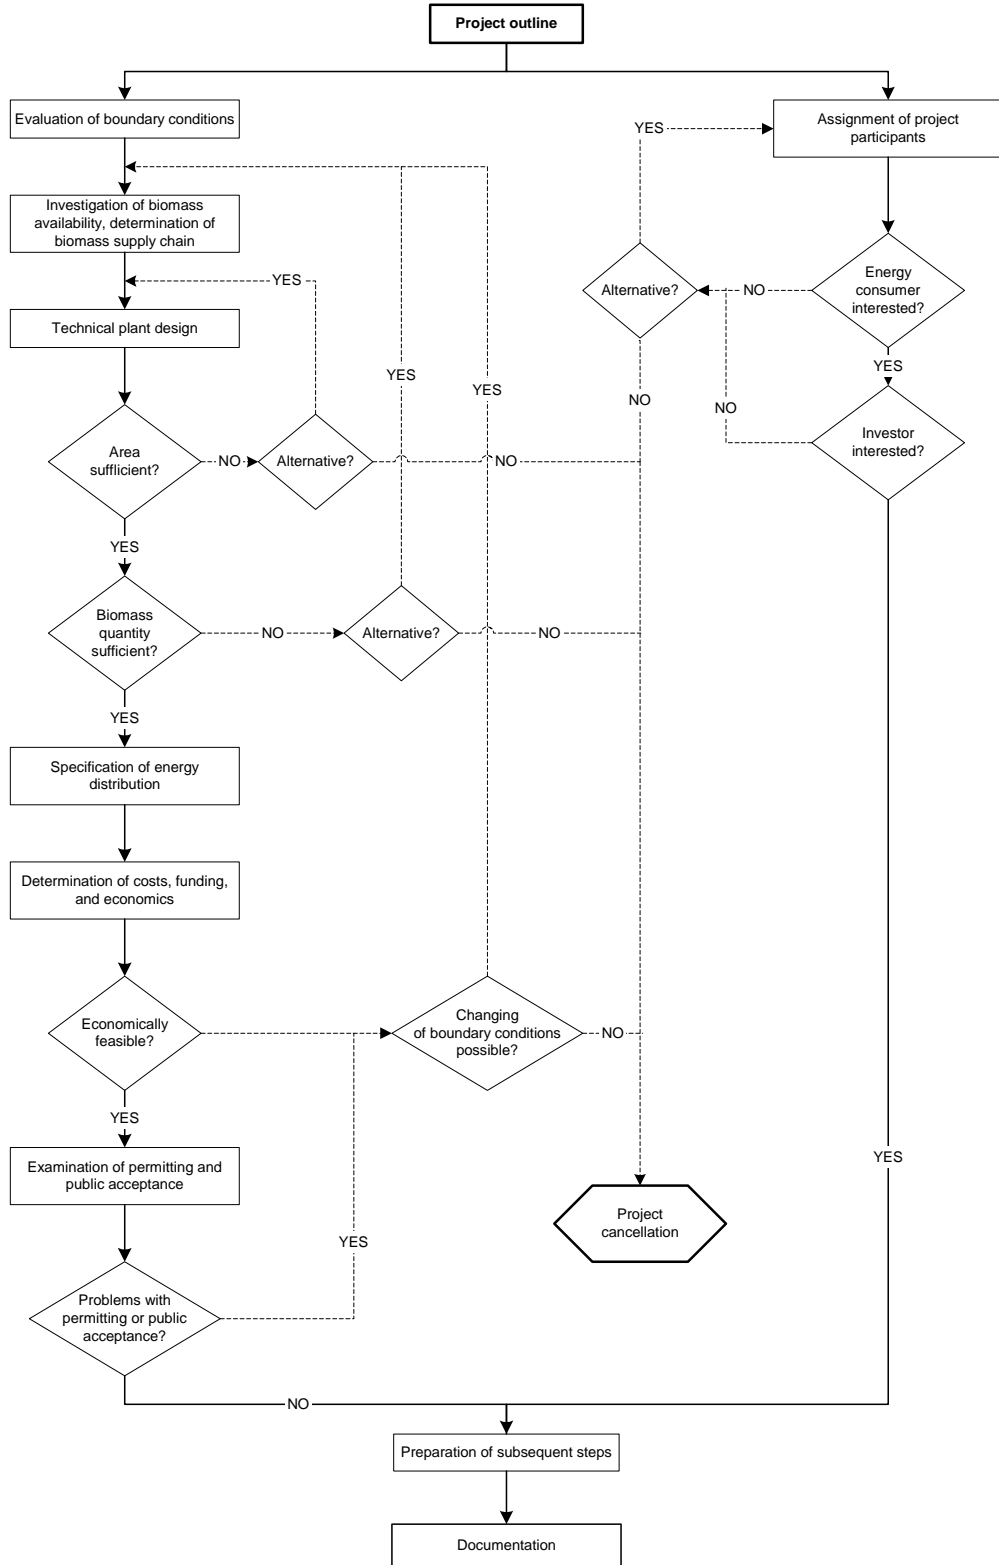 Project outline
Evaluation of boundary conditions
YES
Assignment of project
participants
Investigation of biomass
availability, determination of
biomass supply chain
YES
Alternative?
NO
Energy
consumer
interested?
Technical plant design
YES
YES
YES
NO
NO
Area
suffiicient?
NO
Alternative?
NO
Investor
interested?
YES
Biomass
quantity
sufficient?
NO
Alternative?
NO
YES
Specification of energy
distribution
Determination of costs, funding,
and economics
Economically
feasible?
Changing
of boundary conditions
possible?
NO
YES
Examination of permitting and
public acceptance
YES
Project
cancellation
YES
Problems with
permitting or public
acceptance?
NO
Preparation of subsequent steps
Documentation